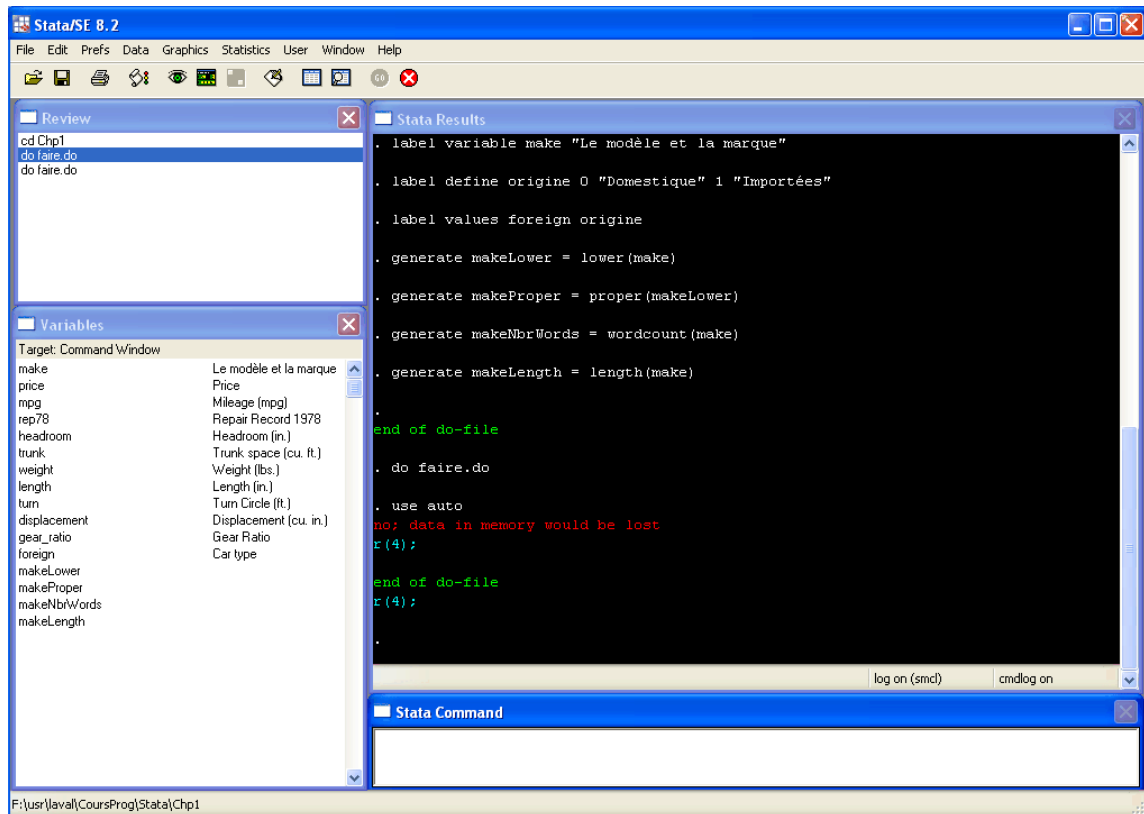 Stata/SE 8.2
File Edit Prefs Data Graphics Statistics User Window Help
GO
Review
cd Chp1
do faire.do
do faire.do
Variables
Target: Command Window
make Le modèle et la marque
price Price
mpg Mileage (mpg)
rep78 Repair Record 1978
headroom Headroom (in.)
trunk Trunk space (cu. ft.)
weight Weight (lbs.)
length Length (in.)
turn Turn Circle (ft.)
displacement Displacement (cu. in.)
gear_ratio Gear Ratio
foreign Car type
makeLower
makeProper
makeNbrWords
makeLength
Stata Results
. label variable make "Le modèle et la marque"
. label define origine 0 "Domestique" 1 "Importées"
. label values foreign origine
. generate makeLower = lower(make)
. generate makeProper = proper(makeLower)
. generate makeNbrWords = wordcount(make)
. generate makeLength = length(make)
.
end of do-file
. do faire.do
. use auto
no; data in memory would be lost
r(4);
end of do-file
r(4);
.
log on (smcl) cmdlog on
Stata Command
F:\usr\laval\CoursProg\Stata\Chp1